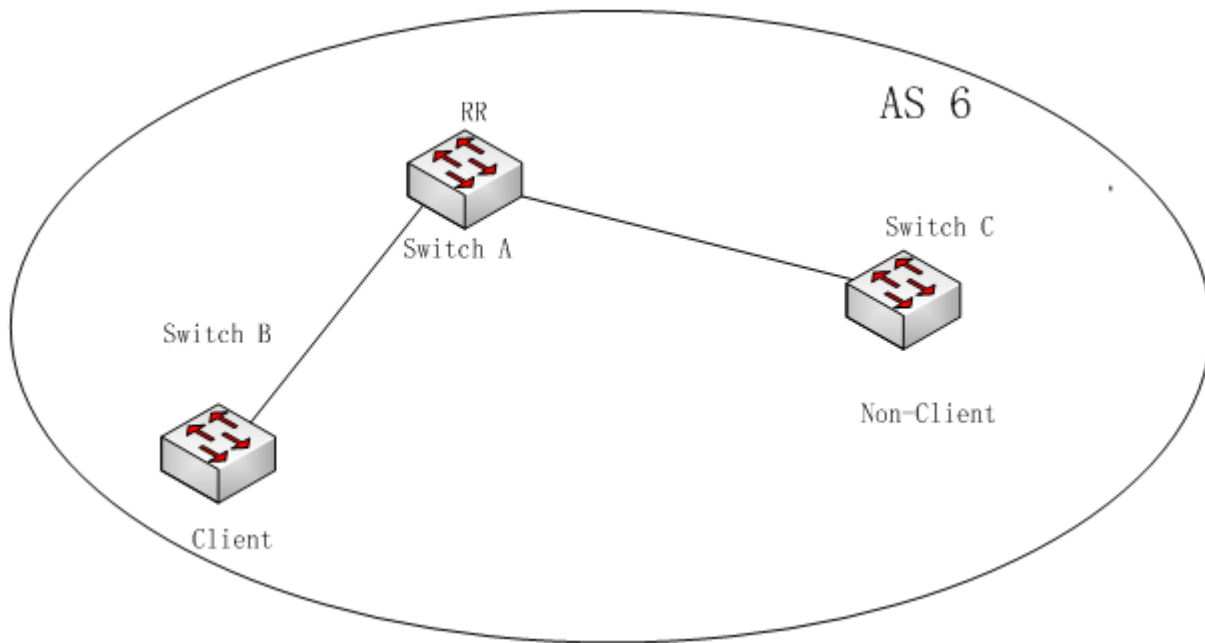 AS 6
RR
Switch A
Switch C
Switch B
Non-Client
Client